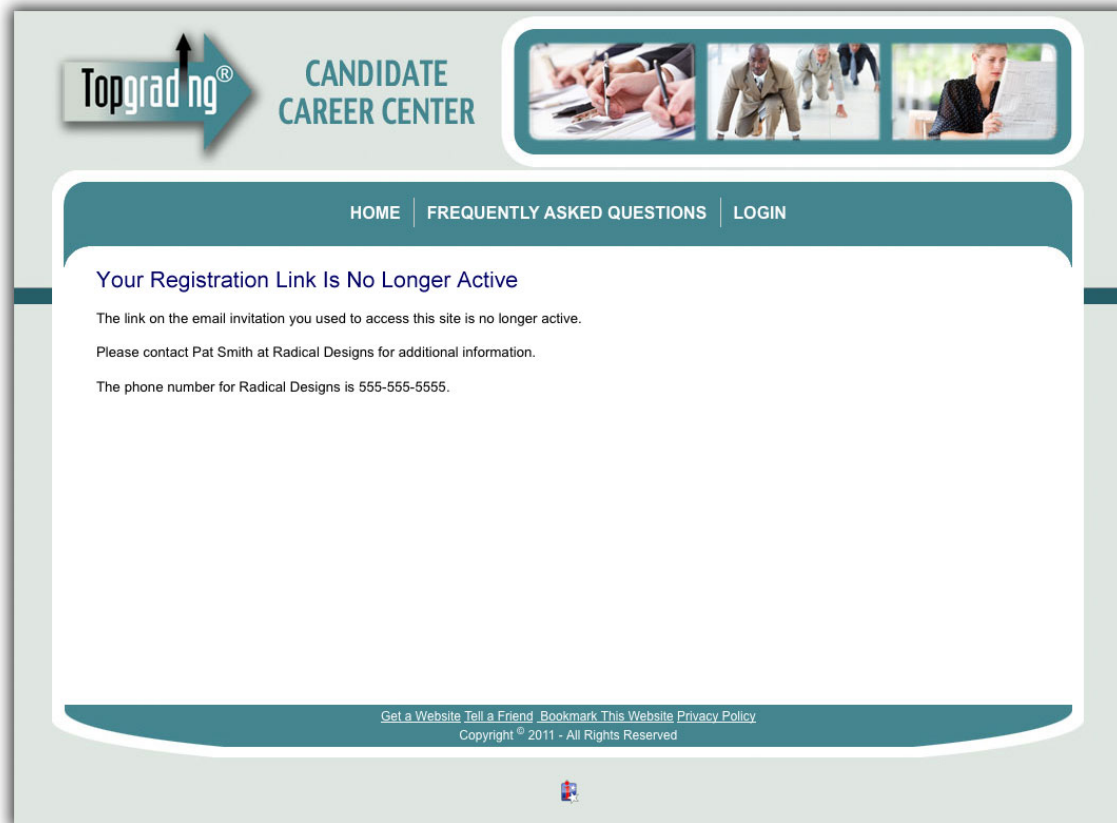 Topgrading®
CANDIDATE
CAREER CENTER
HOME
FREQUENTLY ASKED QUESTIONS
LOGIN
Your Registration Link Is No Longer Active
The link on the email invitation you used to access this site is no longer active.
Please contact Pat Smith at Radical Designs for additional information.
The phone number for Radical Designs is 555-555-5555.
Get a Website Tell a Friend Bookmark This Website Privacy Policy
Copyright © 2011 - All Rights Reserved